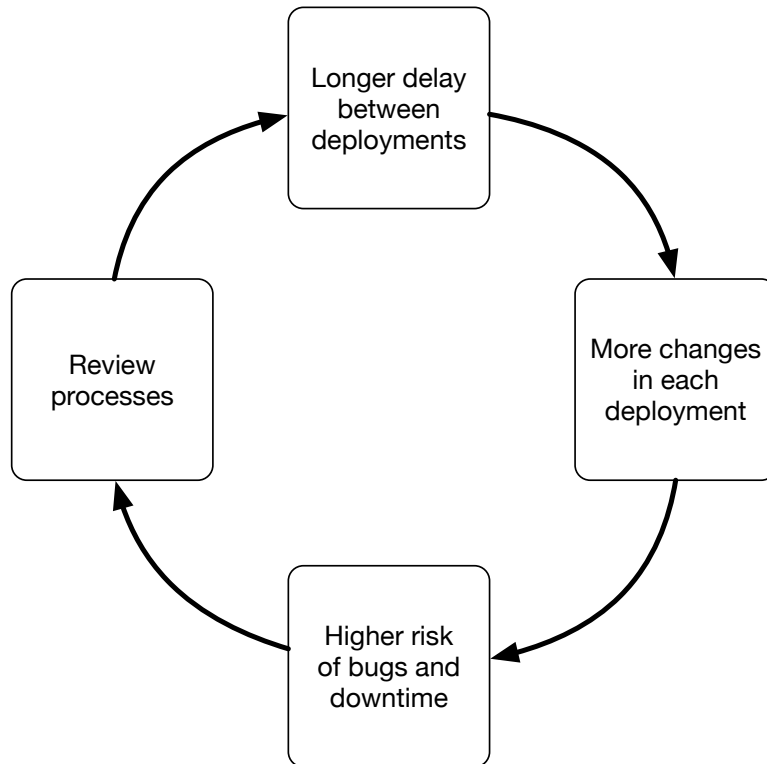 Longer delay
between
deployments
More changes
in each
deployment
Higher risk
of bugs and
downtime
Review
processes